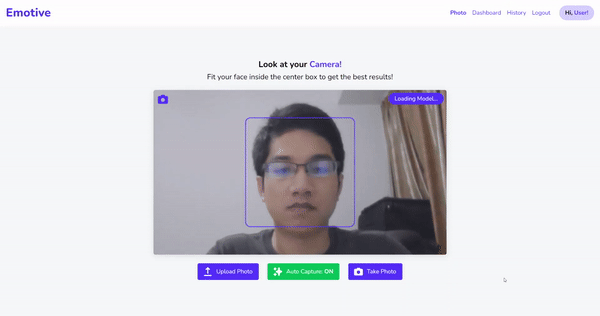 Emotive
Photo Dashboard History Logout Hi, User!
Look at your Camera!
Fit your face inside the center box to get the best results!
Loading Model...
Upload Photo Auto Capture: ON Take Photo